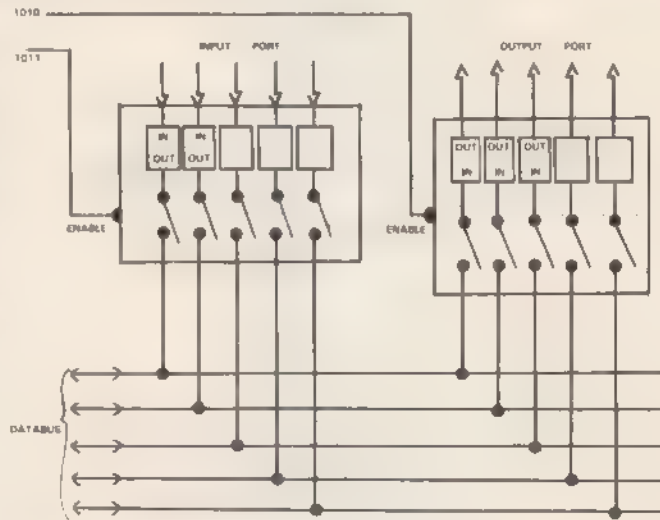 1010
1011
INPUT PORT
OUTPUT PORT
IN
OUT
IN
OUT
OUT
IN
OUT
IN
OUT
IN
ENABLE
ENABLE
DATABUS